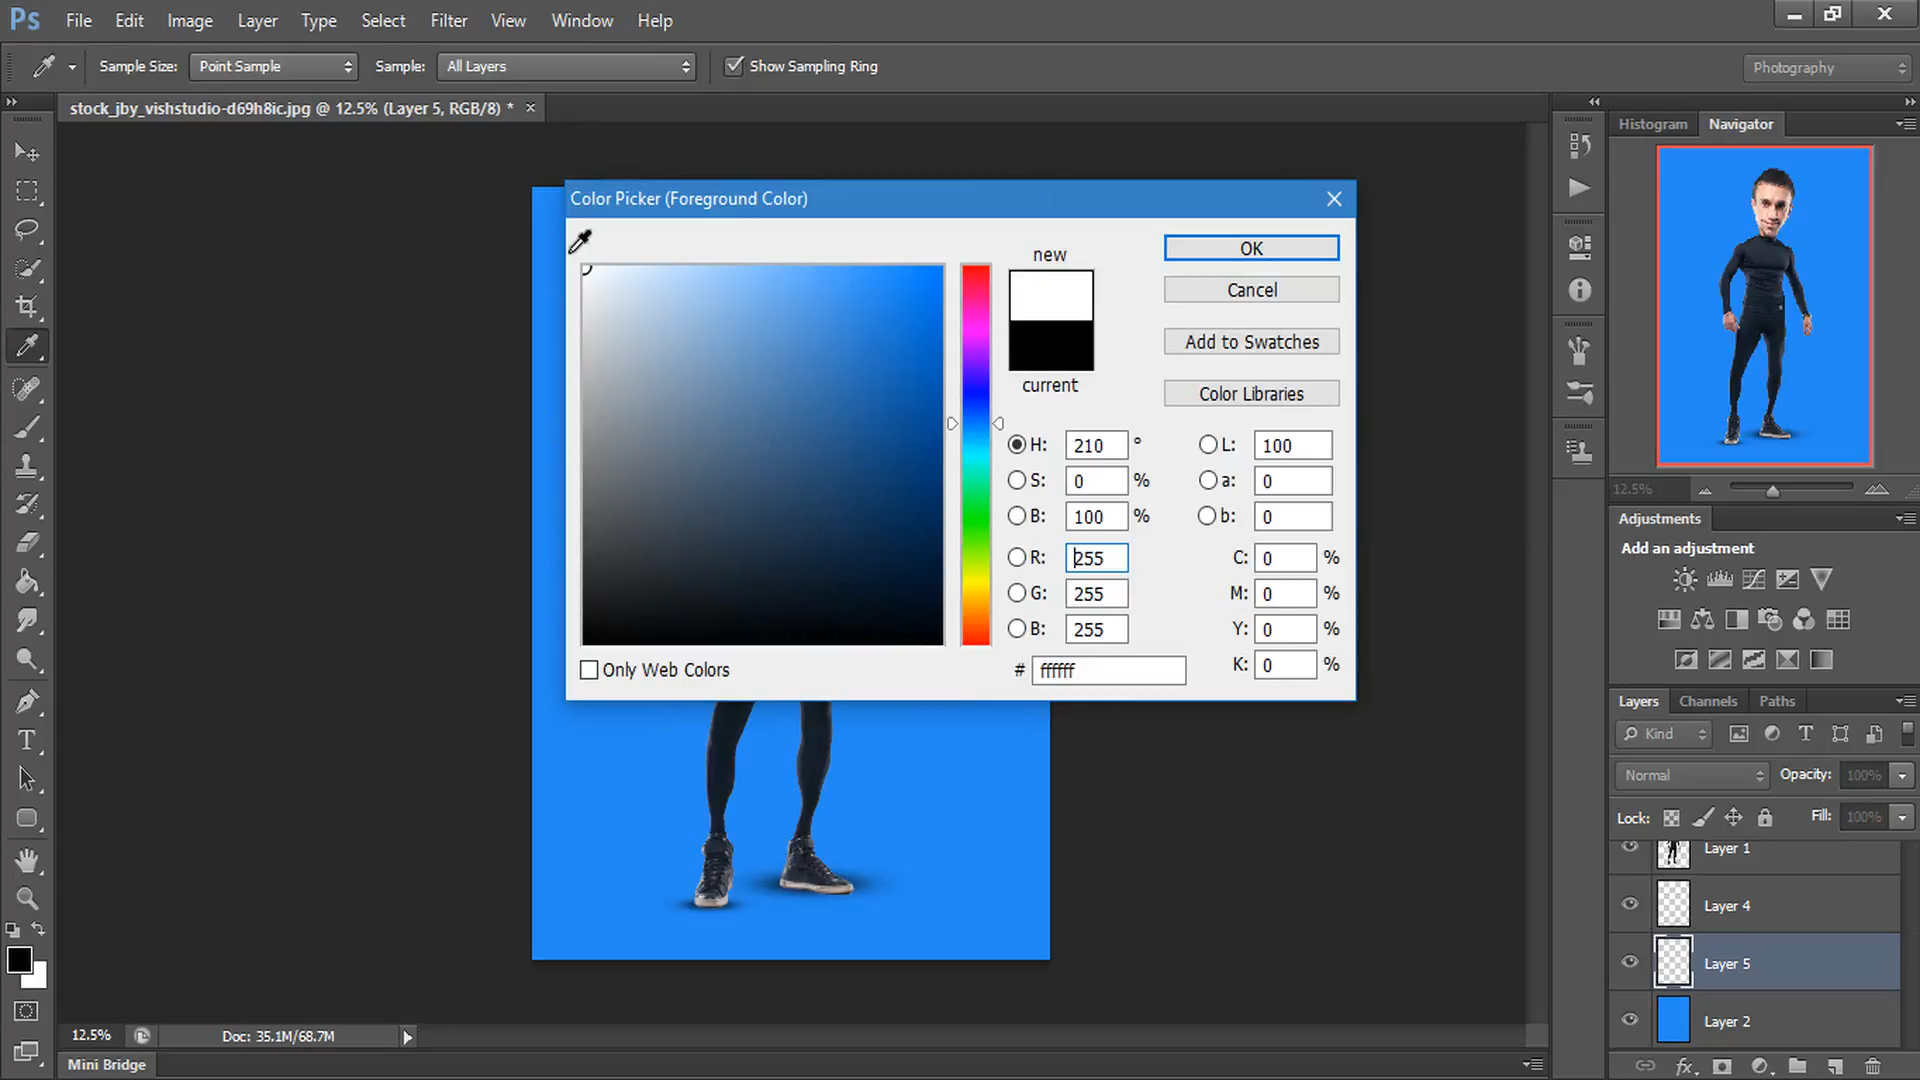 Ps File Edit Image Layer Type Select Filter View Window Help
Sample Size: Point Sample Sample: All Layers Show Sampling Ring Photography
stock_jby_vishstudio-d69h8ic.jpg @ 12.5% (Layer 5, RGB/8) * ×
Histogram Navigator
Color Picker (Foreground Color)
new
OK
Cancel
Add to Swatches
current
Color Libraries
H: 210 ° L: 100
S: 0 % a: 0
B: 100 % b: 0
R: 255 C: 0 %
G: 255 M: 0 %
B: 255 Y: 0 %
K: 0 %
Only Web Colors # ffffff
12.5%
Adjustments
Add an adjustment
Layers Channels Paths
Kind
Normal Opacity: 100%
Lock: Fill: 100%
Layer 1
Layer 4
Layer 5
Layer 2
12.5% Doc: 35.1M/68.7M
Mini Bridge